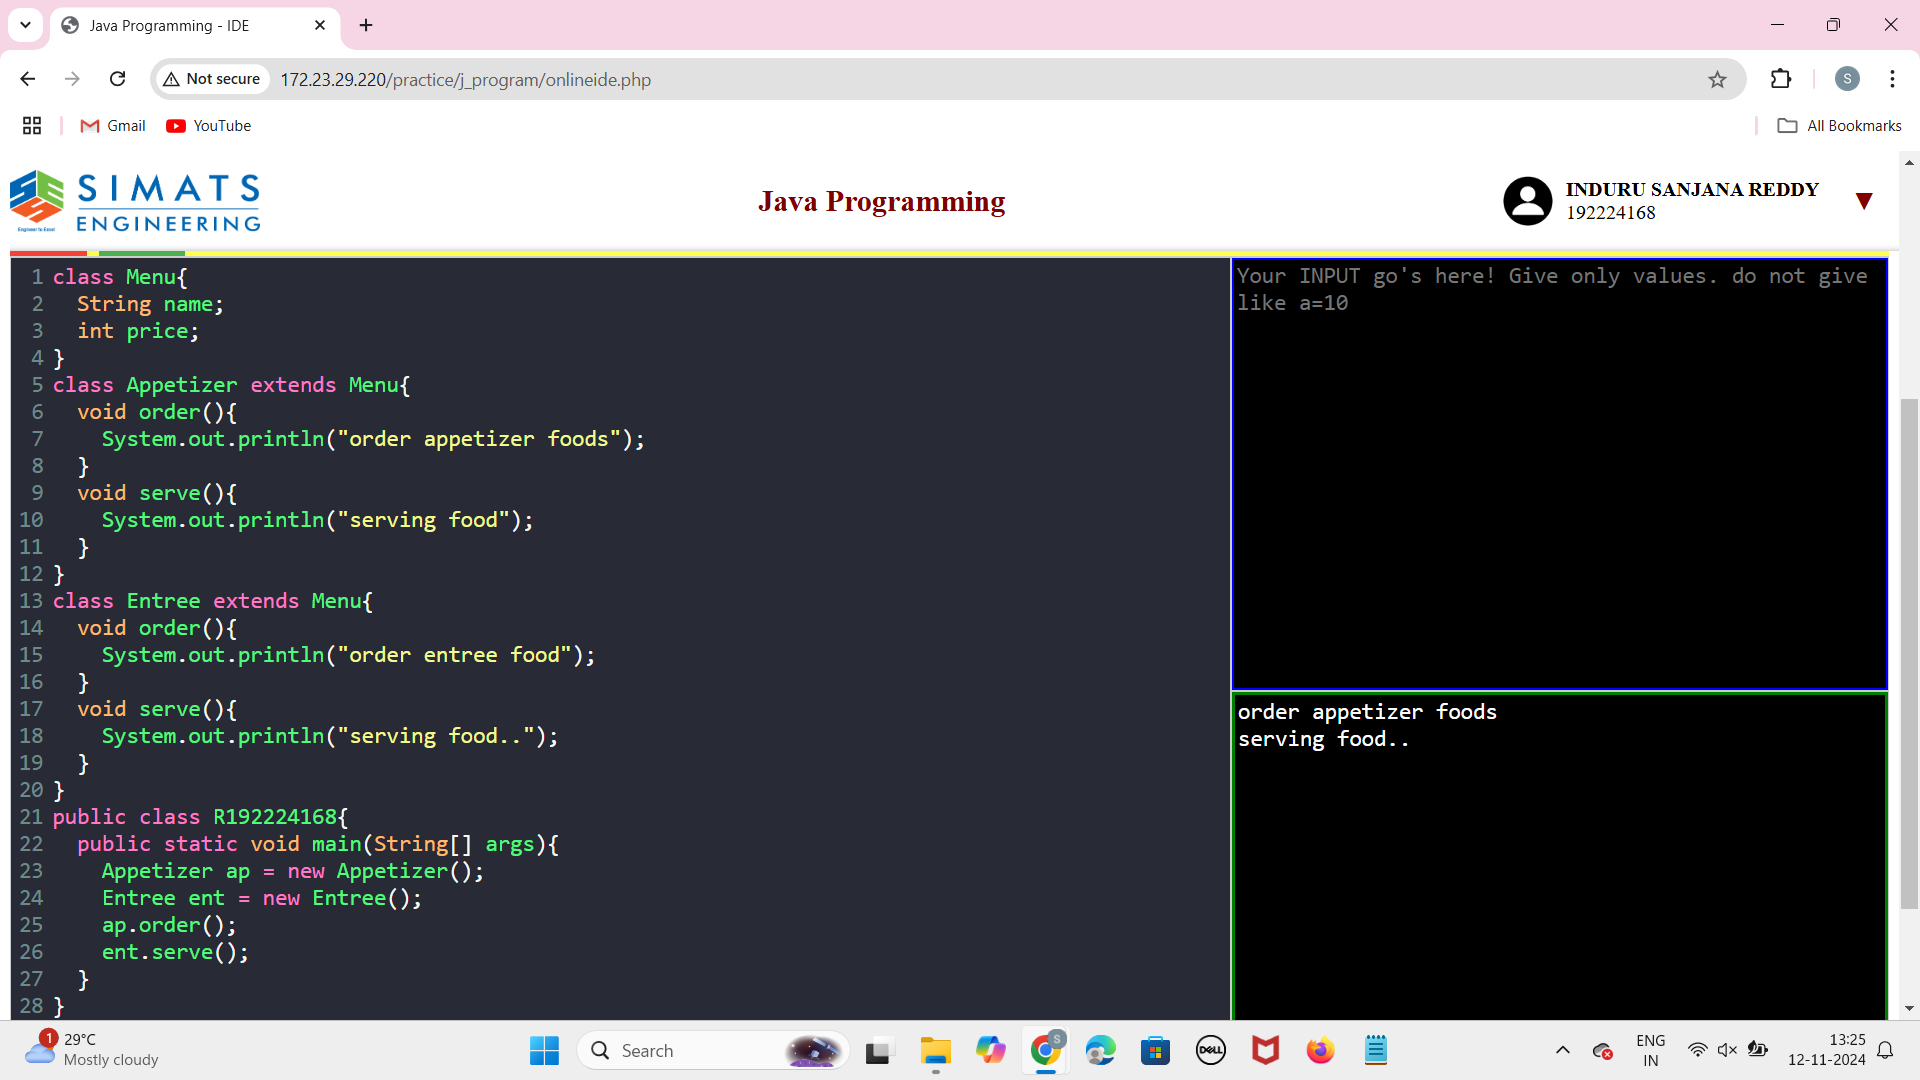 Java Programming - IDE
Not secure
172.23.29.220/practice/j_program/onlineide.php
S
Gmail
YouTube
All Bookmarks
SIMATS
ENGINEERING
Engineer to Excel
Java Programming
INDURU SANJANA REDDY
192224168
1 class Menu{
2   String name;
3   int price;
4 }
5 class Appetizer extends Menu{
6   void order(){
7     System.out.println("order appetizer foods");
8   }
9   void serve(){
10     System.out.println("serving food");
11   }
12 }
13 class Entree extends Menu{
14   void order(){
15     System.out.println("order entree food");
16   }
17   void serve(){
18     System.out.println("serving food..");
19   }
20 }
21 public class R192224168{
22   public static void main(String[] args){
23     Appetizer ap = new Appetizer();
24     Entree ent = new Entree();
25     ap.order();
26     ent.serve();
27   }
28 }
Your INPUT go's here! Give only values. do not give
like a=10
order appetizer foods
serving food..
1
29°C
Mostly cloudy
Search
S
DELL
ENG
IN
13:25
12-11-2024